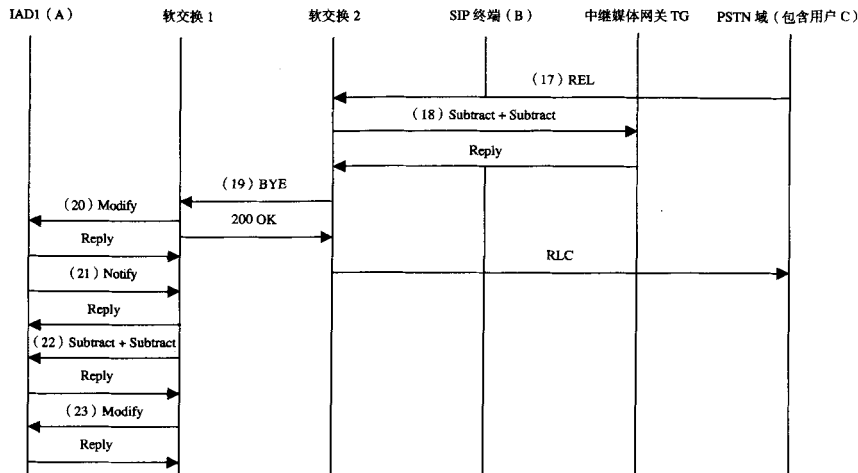 IAD1（A） 软交换 1 软交换 2 SIP 终端（B） 中继媒体网关 TG PSTN 域（包含用户 C）
（17）REL
（18）Subtract + Subtract
Reply
（19）BYE
（20）Modify
200 OK
Reply
RLC
（21）Notify
Reply
（22）Subtract + Subtract
Reply
（23）Modify
Reply